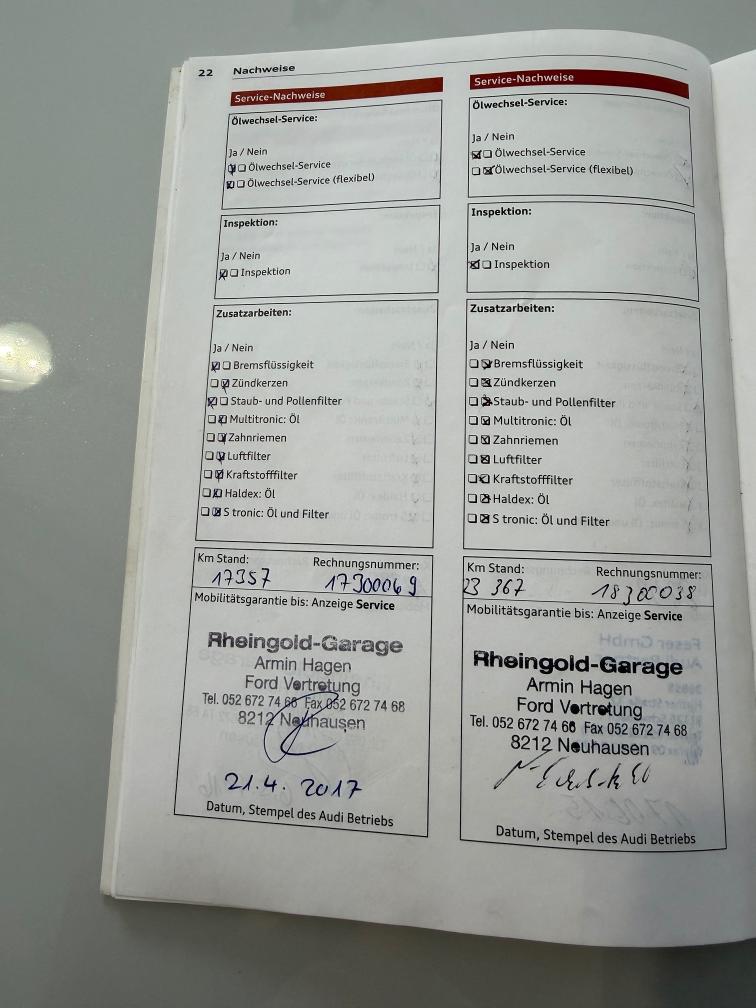 22 Nachweise
Service-Nachweise
Ölwechsel-Service:
Ja / Nein
Ölwechsel-Service
Ölwechsel-Service (flexibel)
Inspektion:
Ja / Nein
Inspektion
Zusatzarbeiten:
Ja / Nein
Bremsflüssigkeit
Zündkerzen
Staub- und Pollenfilter
Multitronic: Öl
Zahnriemen
Luftfilter
Kraftstofffilter
Haldex: Öl
S tronic: Öl und Filter
Km Stand: Rechnungsnummer:
17357 17300069
Mobilitätsgarantie bis: Anzeige Service
Rheingold-Garage
Armin Hagen
Ford Vertretung
Tel. 052 672 74 66 Fax 052 672 74 68
8212 Neuhausen
21.4. 2017
Datum, Stempel des Audi Betriebs
Service-Nachweise
Ölwechsel-Service:
Ja / Nein
Ölwechsel-Service
Ölwechsel-Service (flexibel)
Inspektion:
Ja / Nein
Inspektion
Zusatzarbeiten:
Ja / Nein
Bremsflüssigkeit
Zündkerzen
Staub- und Pollenfilter
Multitronic: Öl
Zahnriemen
Luftfilter
Kraftstofffilter
Haldex: Öl
S tronic: Öl und Filter
Km Stand: Rechnungsnummer:
23 367 18300038
Mobilitätsgarantie bis: Anzeige Service
Rheingold-Garage
Armin Hagen
Ford Vertretung
Tel. 052 672 74 66 Fax 052 672 74 68
8212 Neuhausen
Datum, Stempel des Audi Betriebs